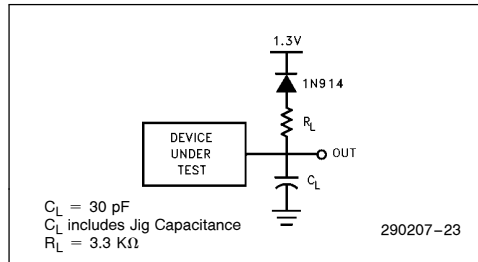 1.3V
1N914
R_L
DEVICE
UNDER
TEST
OUT
C_L
C_L = 30 pF
C_L includes Jig Capacitance
R_L = 3.3 KΩ
290207–23